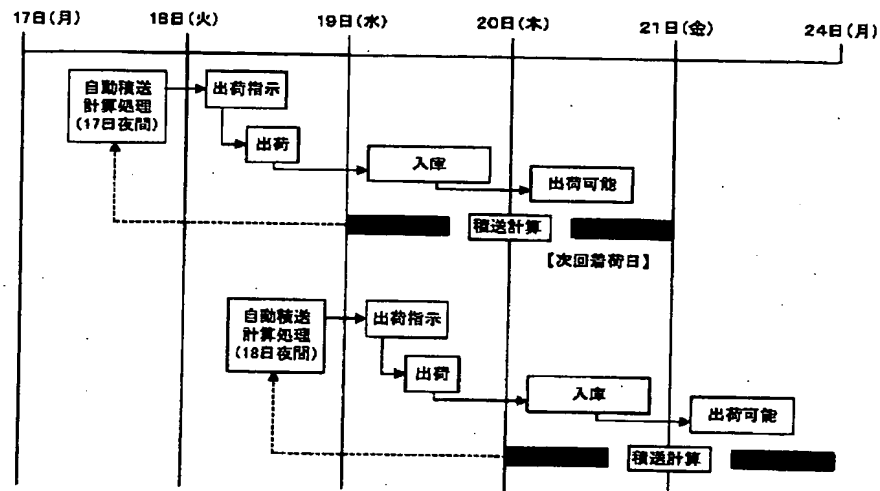 17日(月)
18日(火)
19日(水)
20日(木)
21日(金)
24日(月)
自動積送
計算処理
(17日夜間)
出荷指示
出荷
入庫
出荷可能
積送計算
【次回着荷日】
自動積送
計算処理
(18日夜間)
出荷指示
出荷
入庫
出荷可能
積送計算